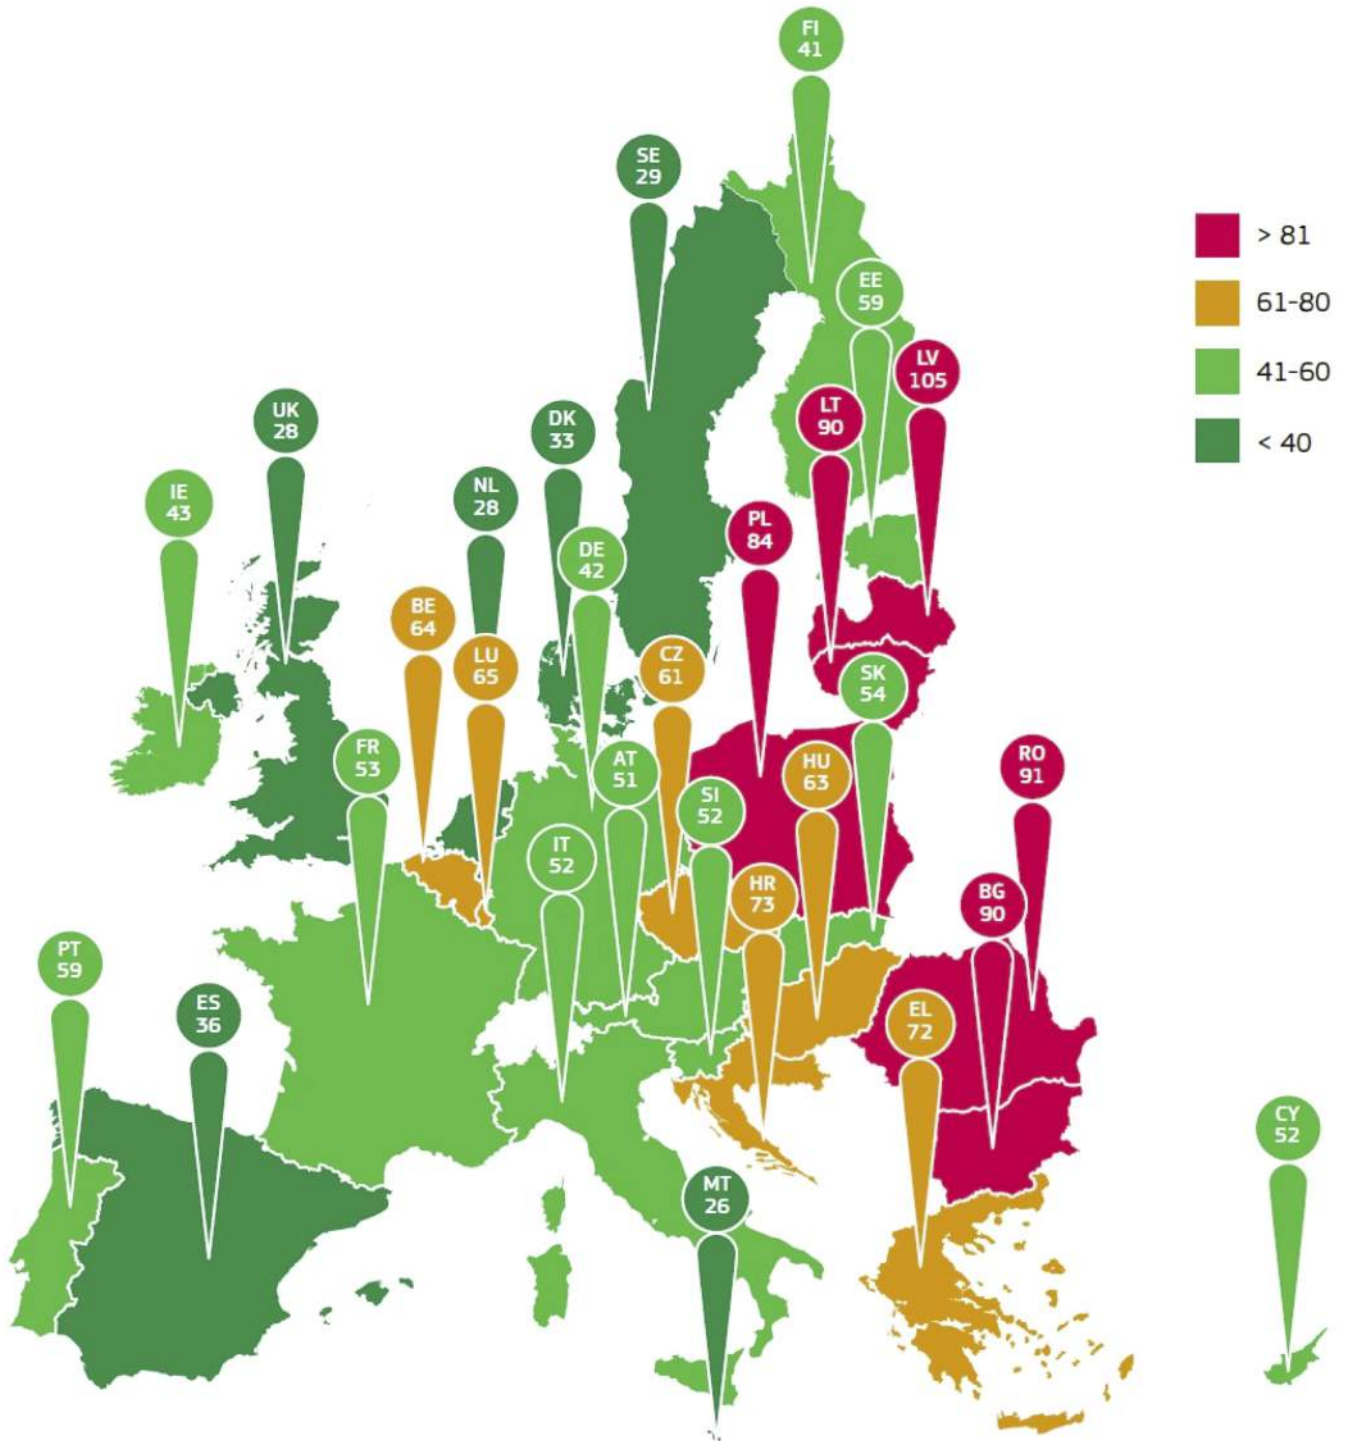 FI
41
SE
29
> 81
EE
59
61-80
LV
105
41-60
LT
90
UK
28
DK
33
< 40
NL
28
IE
43
PL
84
DE
42
BE
64
LU
65
CZ
61
SK
54
FR
53
AT
51
HU
63
RO
91
SI
52
IT
52
HR
73
BG
90
PT
59
ES
36
EL
72
CY
52
MT
26